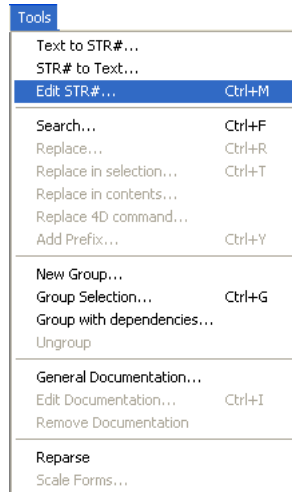 Tools
Text to STR#...
STR# to Text...
Edit STR#... Ctrl+M
Search... Ctrl+F
Replace... Ctrl+R
Replace in selection... Ctrl+T
Replace in contents...
Replace 4D command...
Add Prefix... Ctrl+Y
New Group...
Group Selection... Ctrl+G
Group with dependencies...
Ungroup
General Documentation...
Edit Documentation... Ctrl+I
Remove Documentation
Reparse
Scale Forms...